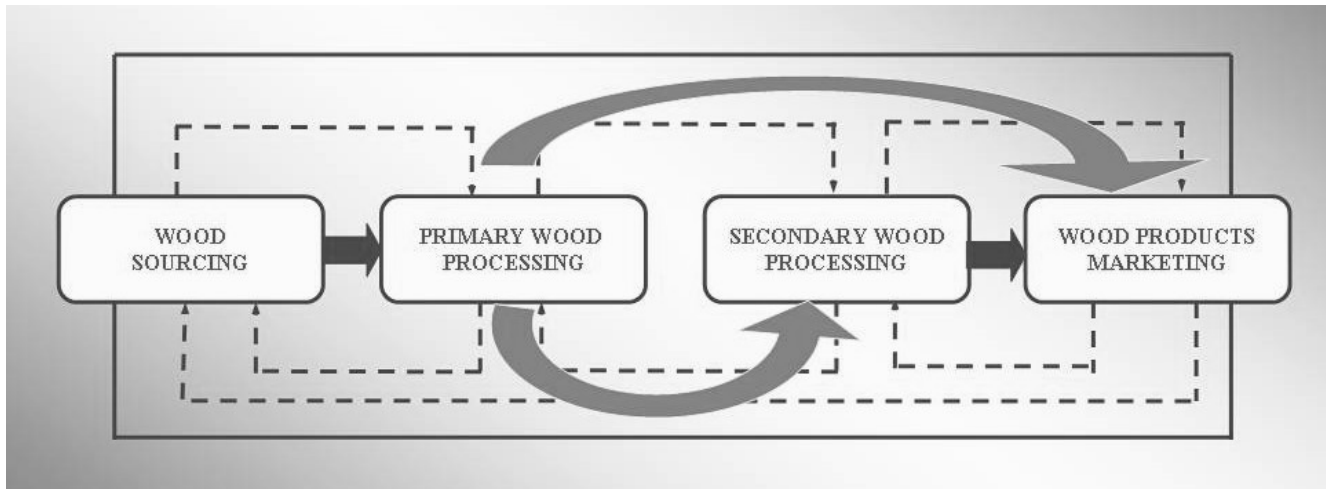 WOOD
SOURCING
PRIMARY WOOD
PROCESSING
SECONDARY WOOD
PROCESSING
WOOD PRODUCTS
MARKETING